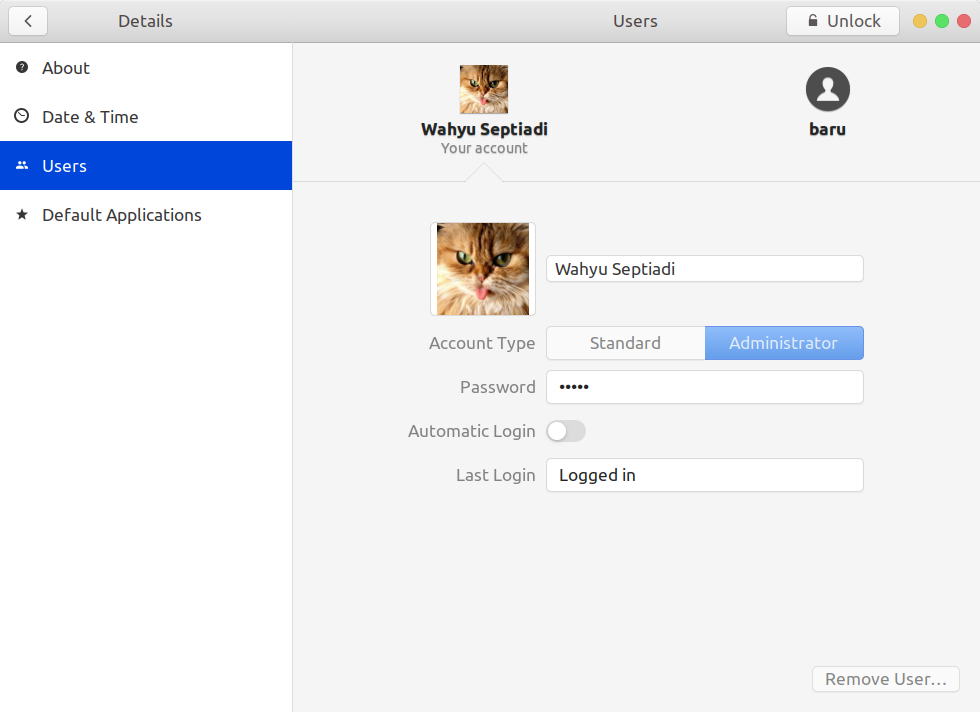 Details
Users
Unlock
About
Date & Time
Users
Default Applications
Wahyu Septiadi
Your account
baru
Wahyu Septiadi
Account Type
Standard
Administrator
Password
•••••
Automatic Login
Last Login
Logged in
Remove User…